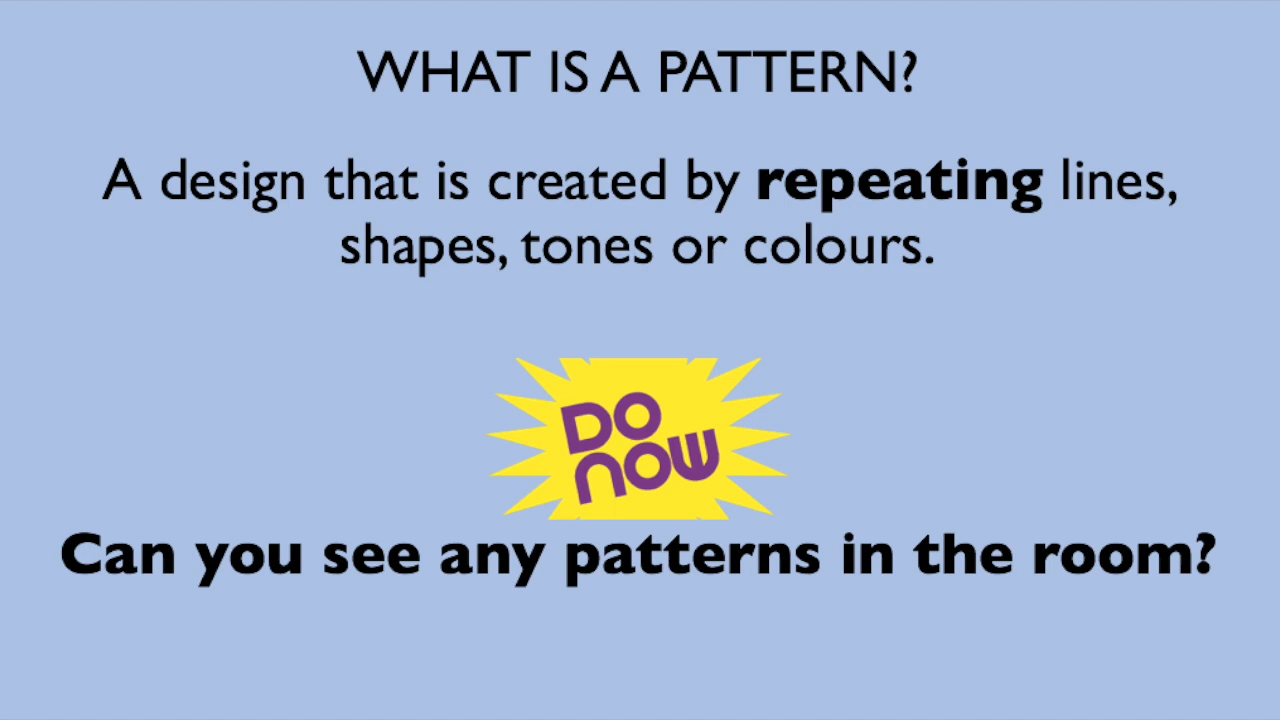 WHAT IS A PATTERN?
A design that is created by repeating lines,
shapes, tones or colours.
DO
NOW
Can you see any patterns in the room?